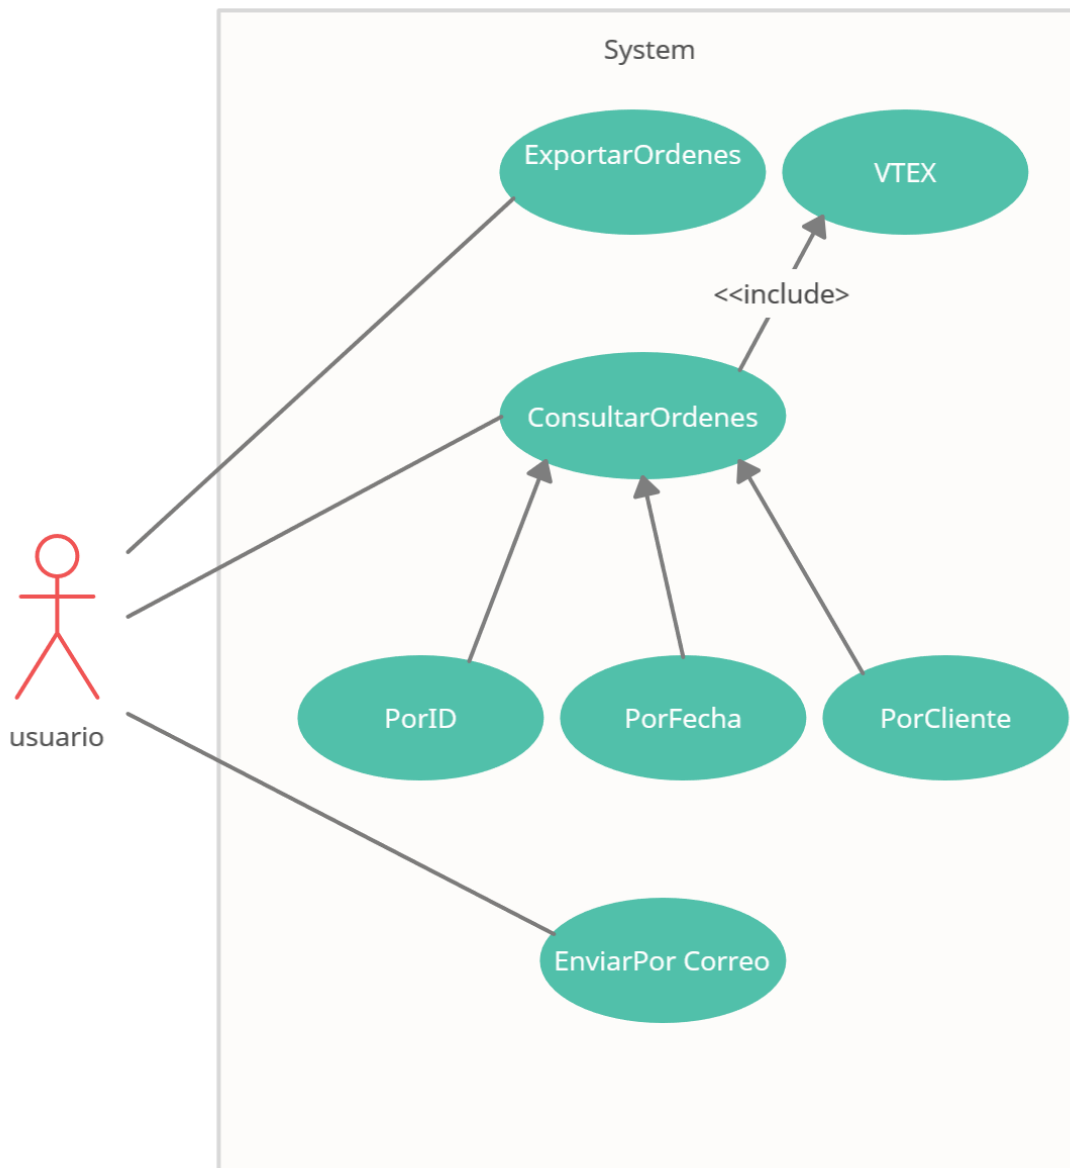 System
ExportarOrdenes
VTEX
<<include>
ConsultarOrdenes
PorID
PorFecha
PorCliente
usuario
EnviarPor Correo